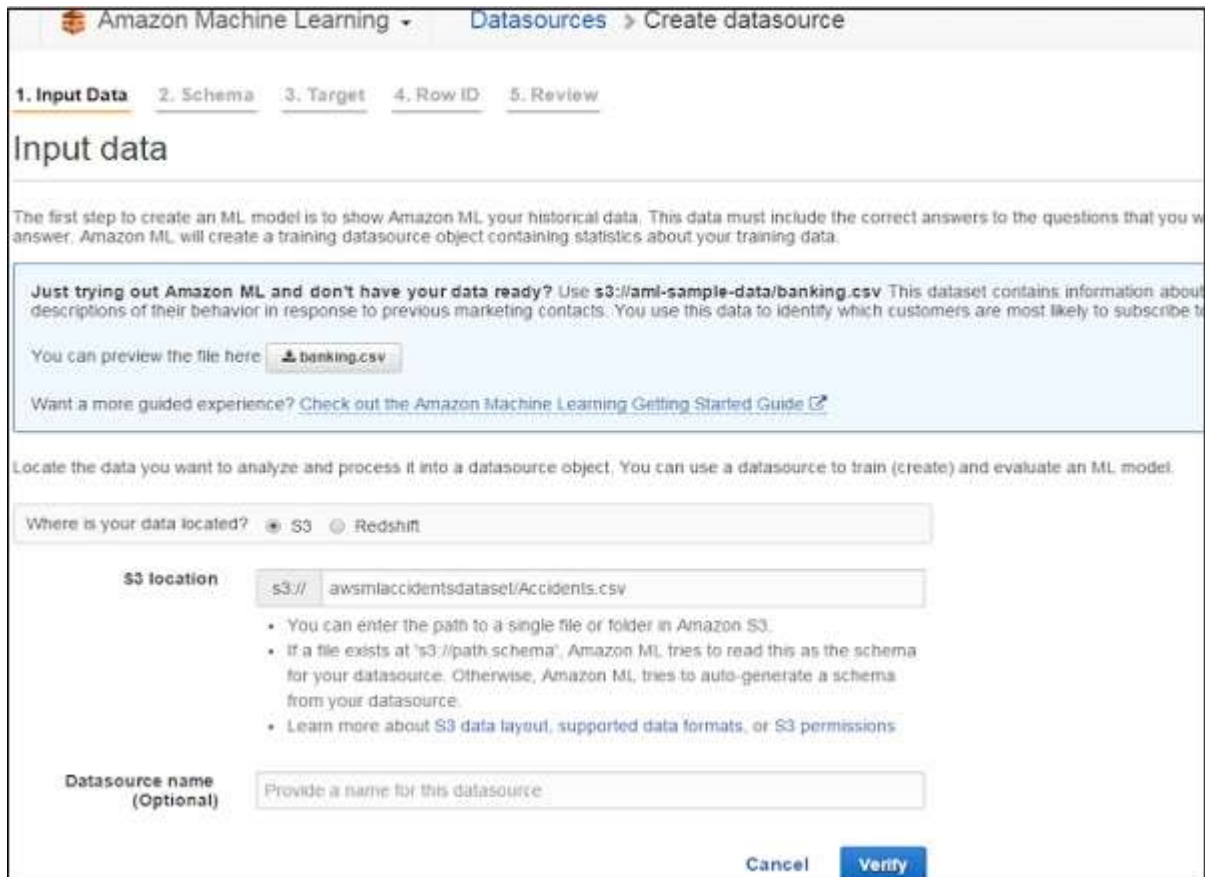 Amazon Machine Learning Datasources > Create datasource
1. Input Data 2. Schema 3. Target 4. Row ID 5. Review
Input data
The first step to create an ML model is to show Amazon ML your historical data. This data must include the correct answers to the questions that you w
answer. Amazon ML will create a training datasource object containing statistics about your training data.
Just trying out Amazon ML and don't have your data ready? Use s3://aml-sample-data/banking.csv This dataset contains information about
descriptions of their behavior in response to previous marketing contacts. You use this data to identify which customers are most likely to subscribe to
You can preview the file here banking.csv
Want a more guided experience? Check out the Amazon Machine Learning Getting Started Guide
Locate the data you want to analyze and process it into a datasource object. You can use a datasource to train (create) and evaluate an ML model.
Where is your data located? S3 Redshift
S3 location s3:// awsmlaccidentsdataset/Accidents.csv
• You can enter the path to a single file or folder in Amazon S3.
• If a file exists at 's3://path.schema', Amazon ML tries to read this as the schema
for your datasource. Otherwise, Amazon ML tries to auto-generate a schema
from your datasource.
• Learn more about S3 data layout, supported data formats, or S3 permissions
Datasource name
(Optional)
Provide a name for this datasource
Cancel Verify